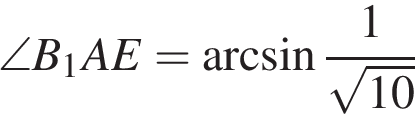 ∠B₁AE = arcsin 1/√10